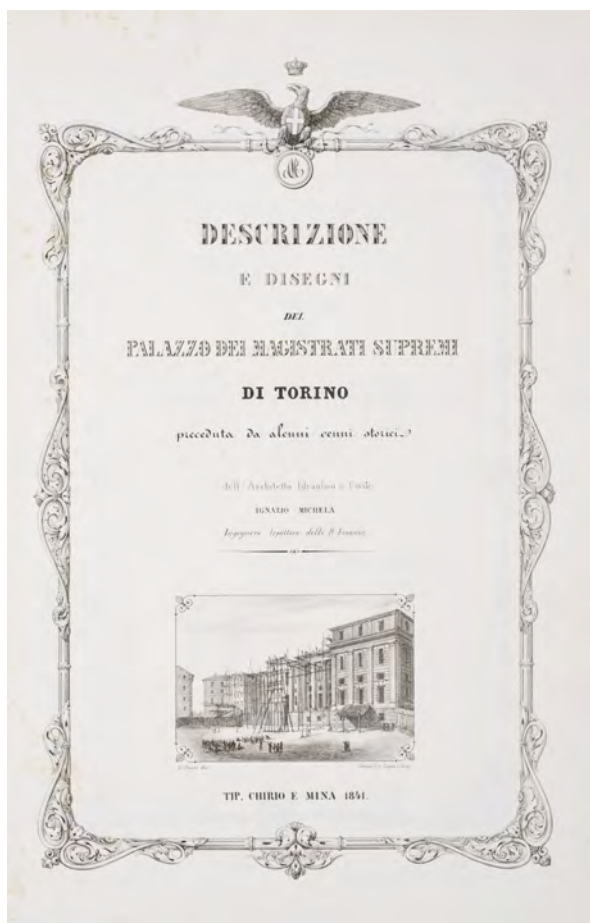 DESCRIZIONE
E DISEGNI
DEL
PALAZZO DEI MAGISTRATI SUPREMI
DI TORINO
preceduta da alcuni cenni storici
dell' Architetto Idraulico e Civile
IGNAZIO MICHELA
Ingegnere
TIP. CHIRIO E MINA 1841.